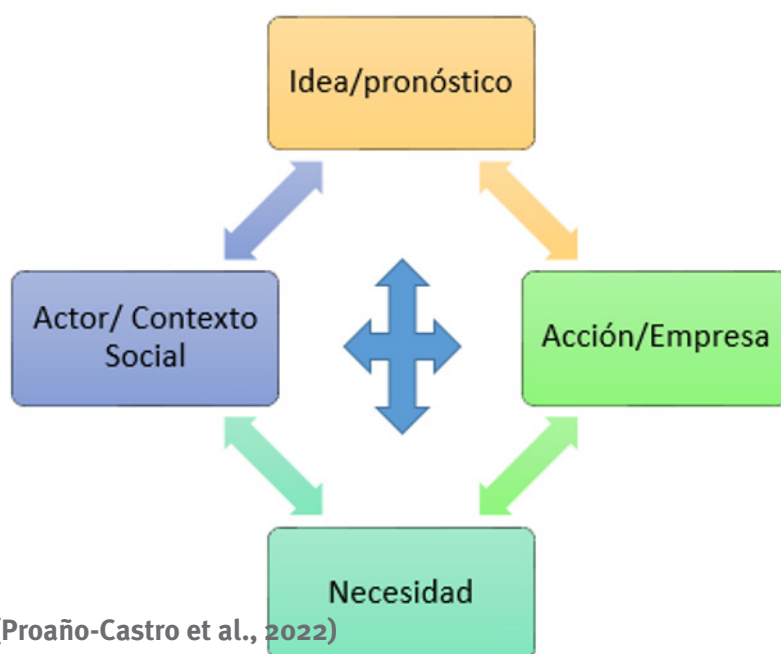 Idea/pronóstico
Actor/ Contexto
Social
Acción/Empresa
Necesidad
(Proaño-Castro et al., 2022)